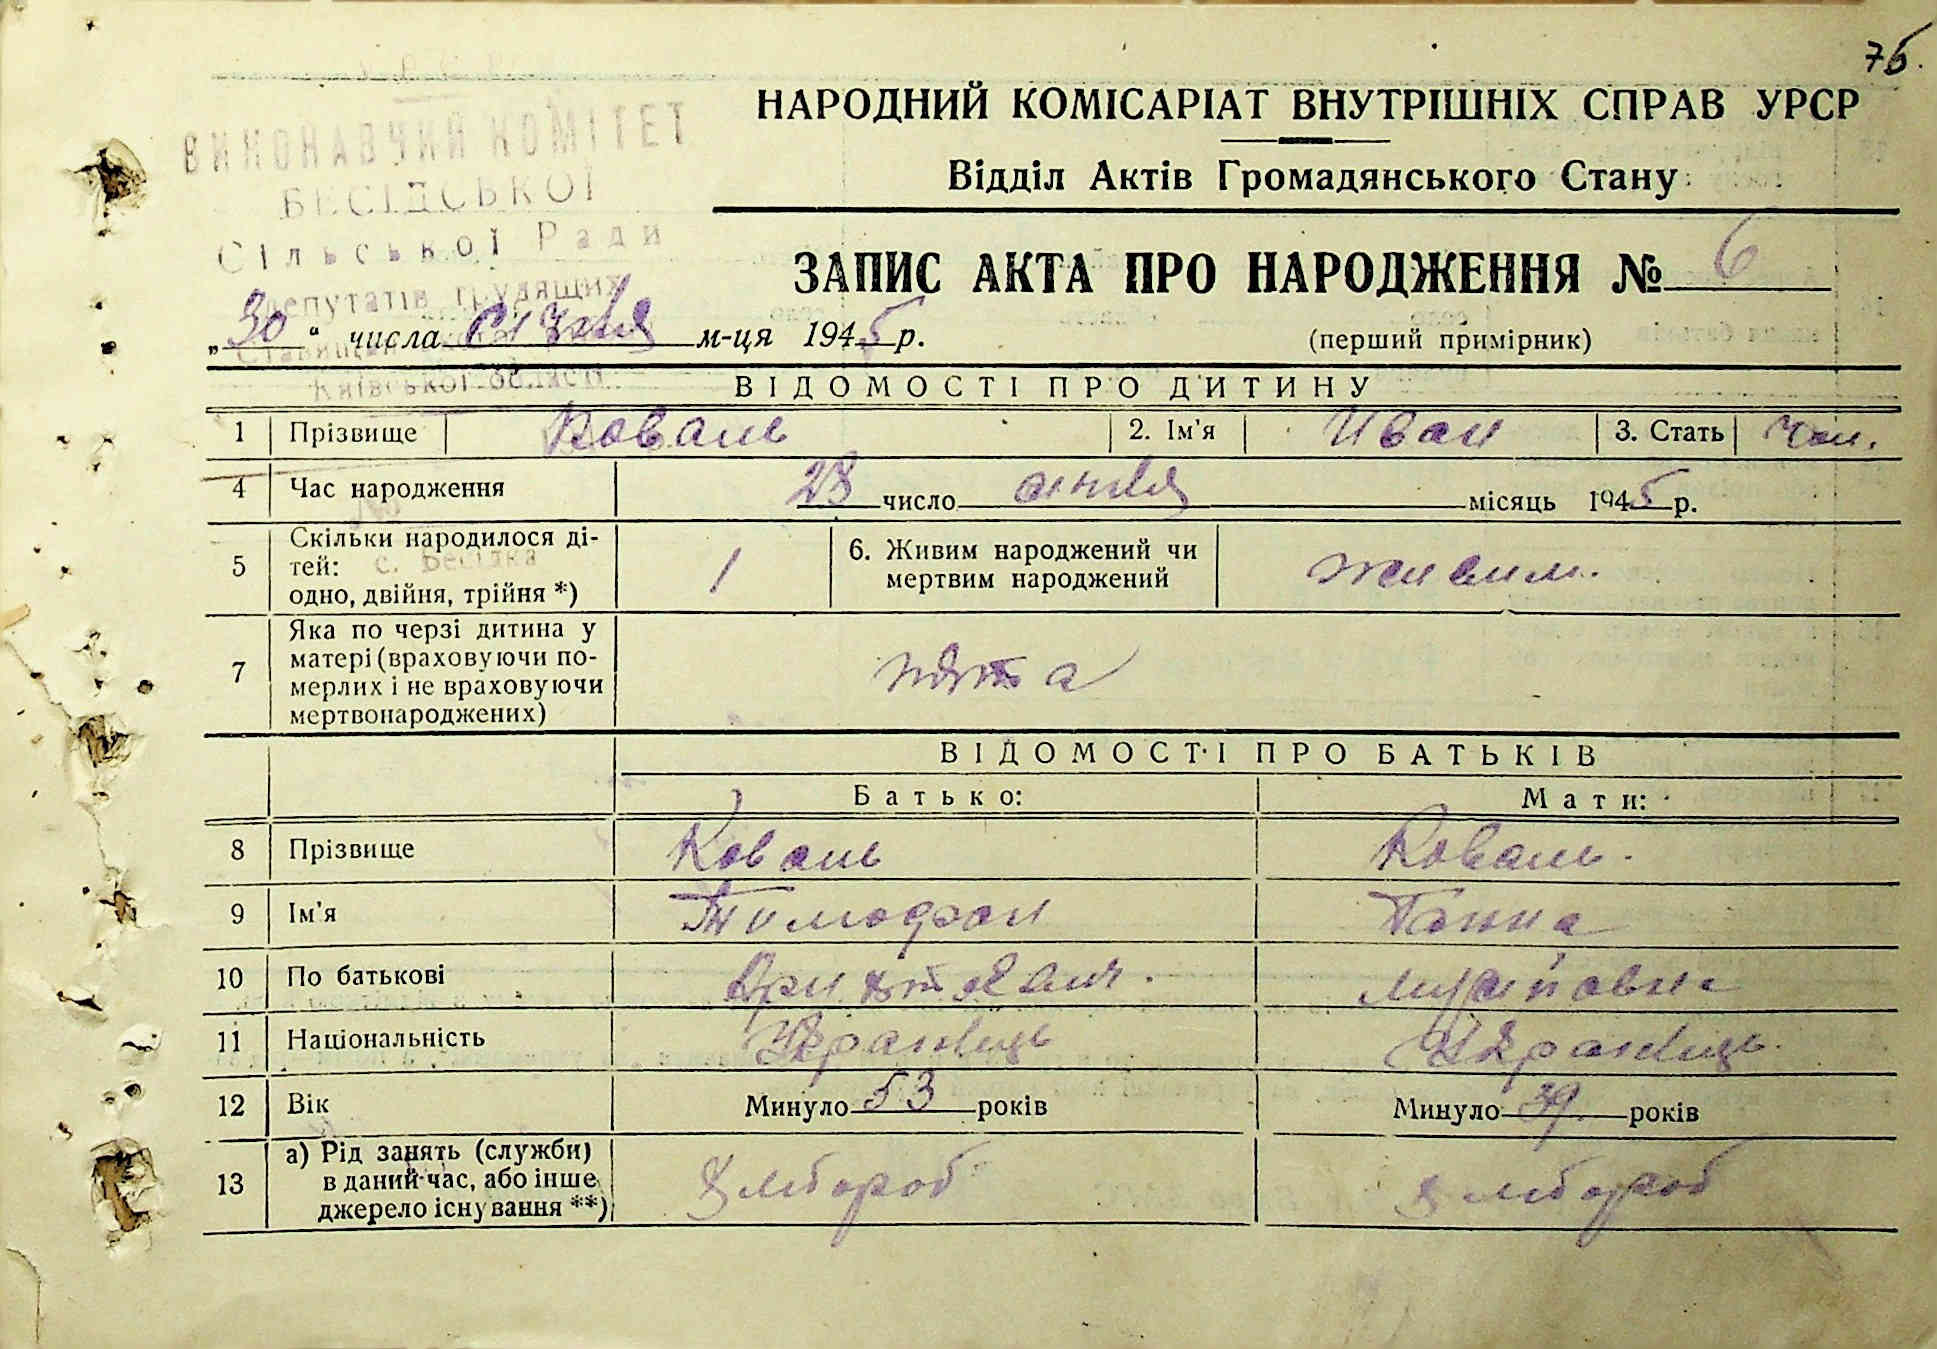 76.
ВИКОНАВЧИЙ КОМІТЕТ
БЕСІДСЬКОЇ
Сільської Ради
депутатів трудящих
Київської області
с. Бесідка
НАРОДНИЙ КОМІСАРІАТ ВНУТРІШНІХ СПРАВ УРСР
Відділ Актів Громадянського Стану
ЗАПИС АКТА ПРО НАРОДЖЕННЯ № 6
„30“ числа січня м-ця 1945 р.
(перший примірник)
ВІДОМОСТІ ПРО ДИТИНУ
1 Прізвище Коваль 2. Ім'я Иван 3. Стать чол.
4 Час народження 28 число січня місяць 1945 р.
5 Скільки народилося ді-
тей:
одно, двійня, трійня *) 1
6. Живим народжений чи
мертвим народжений живим.
7 Яка по черзі дитина у
матері (враховуючи по-
мерлих і не враховуючи
мертвонароджених) пята
ВІДОМОСТІ ПРО БАТЬКІВ
Батько: Мати:
8 Прізвище Коваль Коваль.
9 Ім'я Тимофей Ганна
10 По батькові
11 Національність Українець Українець.
12 Вік Минуло 53 років Минуло 39 років
13 а) Рід занять (служби)
в даний час, або інше
джерело існування **) Хлібороб Хлібороб